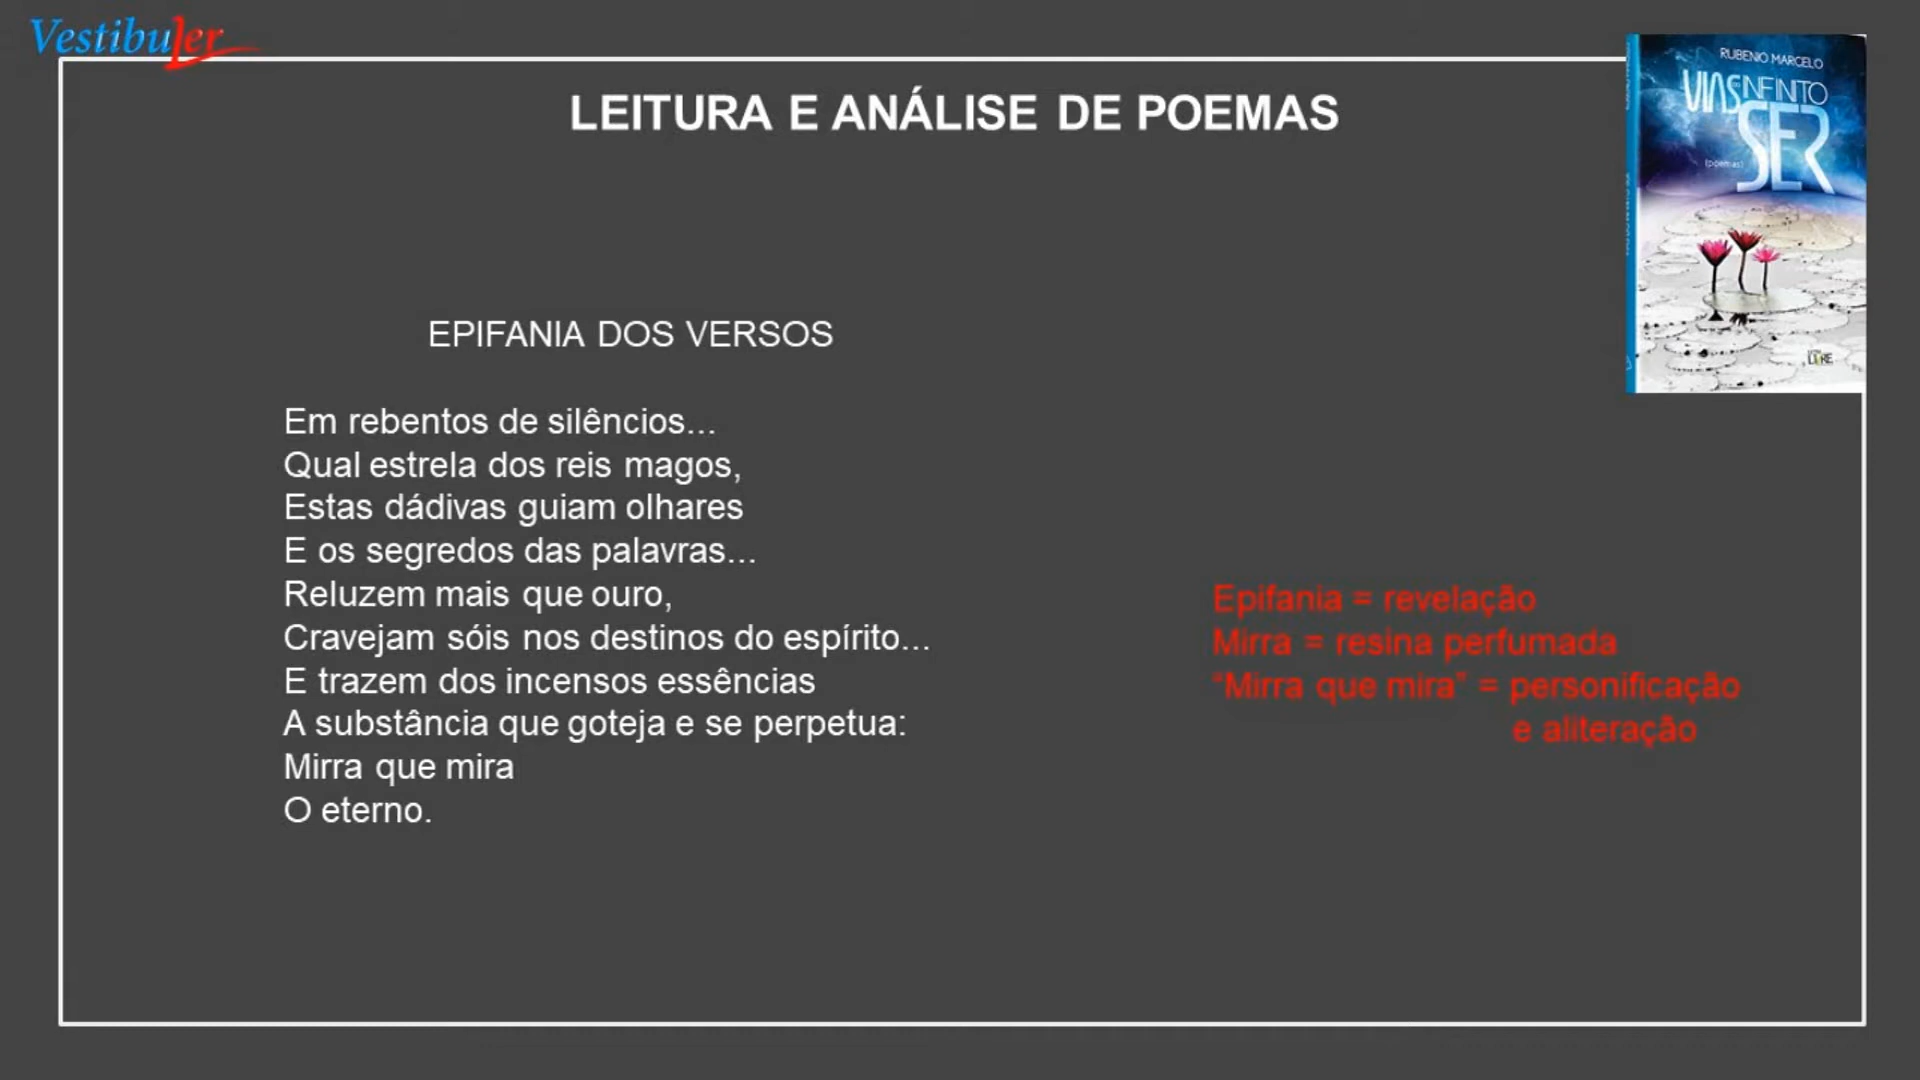 Vestibuler
LEITURA E ANÁLISE DE POEMAS
RUBENIO MARCELO
VIAS
INFINITO
SER
(poemas)
EPIFANIA DOS VERSOS
Em rebentos de silêncios...
Qual estrela dos reis magos,
Estas dádivas guiam olhares
E os segredos das palavras...
Reluzem mais que ouro,
Cravejam sóis nos destinos do espírito...
E trazem dos incensos essências
A substância que goteja e se perpetua:
Mirra que mira
O eterno.
Epifania = revelação
Mirra = resina perfumada
“Mirra que mira” = personificação
e aliteração